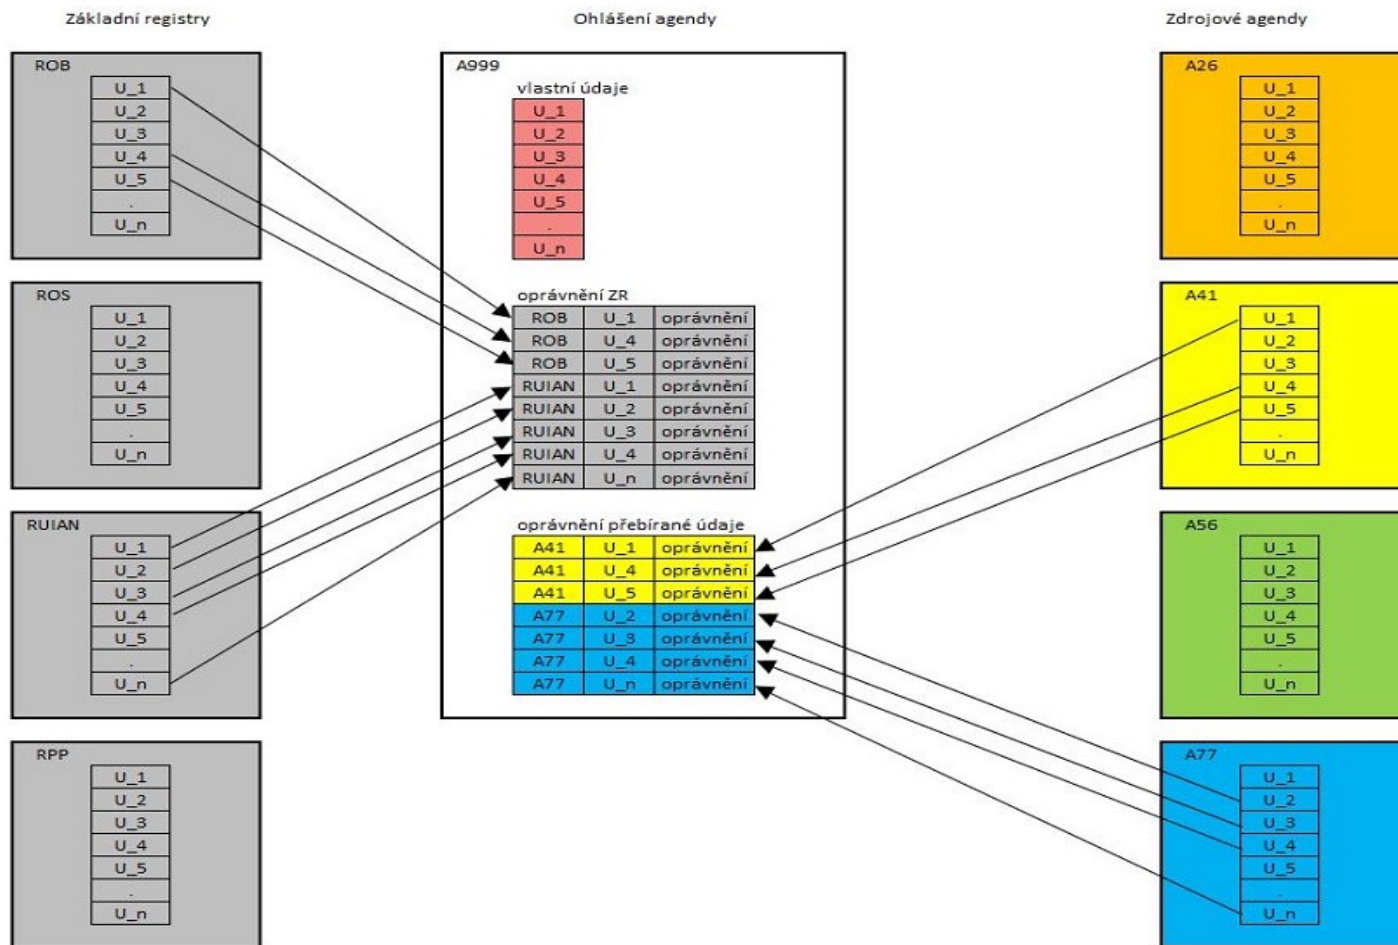 Základní registry
ROB
U_1
U_2
U_3
U_4
U_5
.
U_n
ROS
U_1
U_2
U_3
U_4
U_5
.
U_n
RUIAN
U_1
U_2
U_3
U_4
U_5
.
U_n
RPP
U_1
U_2
U_3
U_4
U_5
.
U_n
Ohlášení agendy
A999
vlastní údaje
U_1
U_2
U_3
U_4
U_5
.
U_n
oprávnění ZR
ROB U_1 oprávnění
ROB U_4 oprávnění
ROB U_5 oprávnění
RUIAN U_1 oprávnění
RUIAN U_2 oprávnění
RUIAN U_3 oprávnění
RUIAN U_4 oprávnění
RUIAN U_n oprávnění
oprávnění přebírané údaje
A41 U_1 oprávnění
A41 U_4 oprávnění
A41 U_5 oprávnění
A77 U_2 oprávnění
A77 U_3 oprávnění
A77 U_4 oprávnění
A77 U_n oprávnění
Zdrojové agendy
A26
U_1
U_2
U_3
U_4
U_5
.
U_n
A41
U_1
U_2
U_3
U_4
U_5
.
U_n
A56
U_1
U_2
U_3
U_4
U_5
.
U_n
A77
U_1
U_2
U_3
U_4
U_5
.
U_n